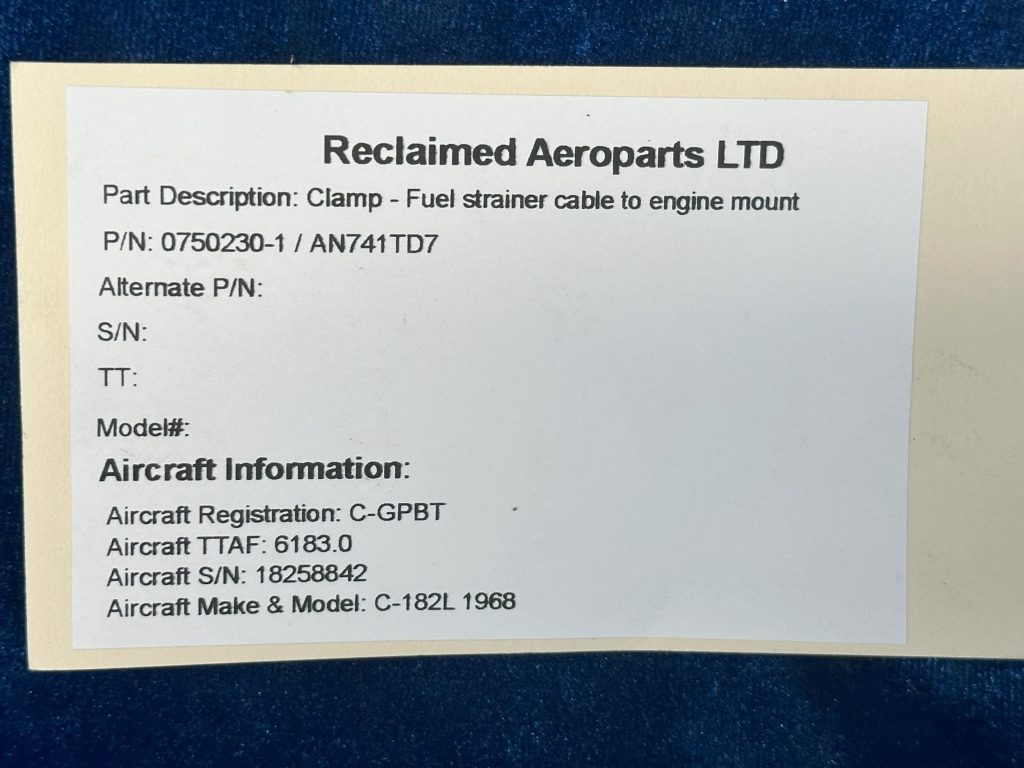 Reclaimed Aeroparts LTD
Part Description: Clamp - Fuel strainer cable to engine mount
P/N: 0750230-1 / AN741TD7
Alternate P/N:
S/N:
TT:
Model#:
Aircraft Information:
Aircraft Registration: C-GPBT
Aircraft TTAF: 6183.0
Aircraft S/N: 18258842
Aircraft Make & Model: C-182L 1968